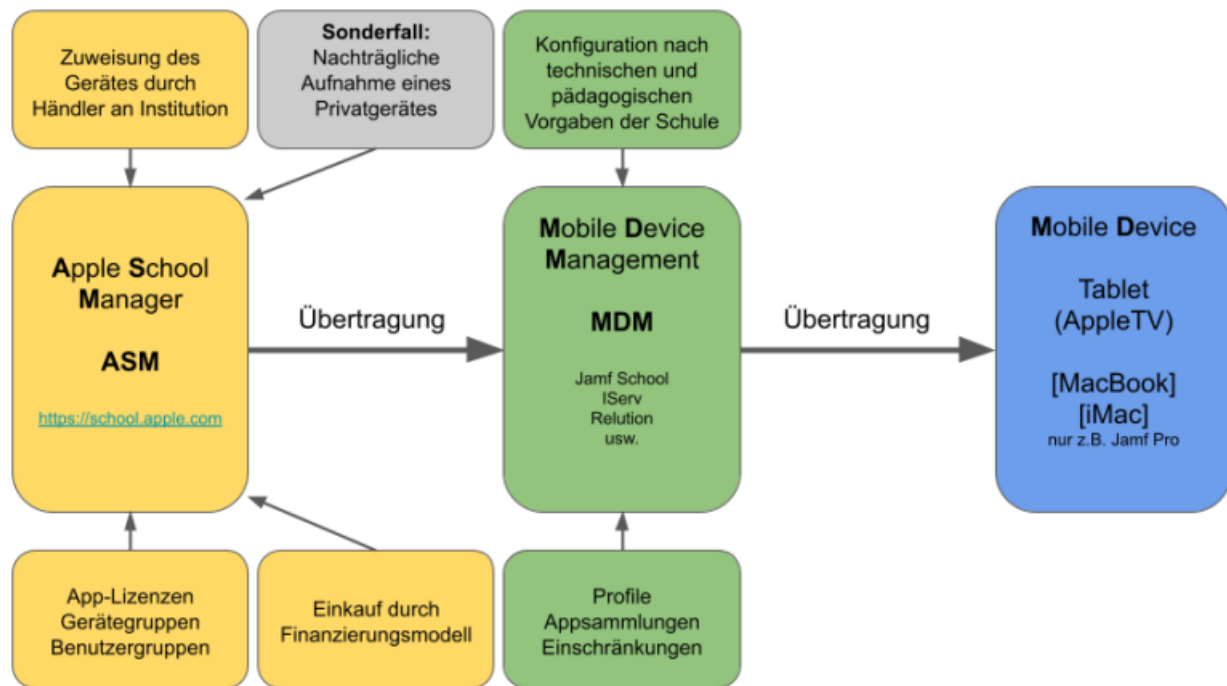 Zuweisung des
Gerätes durch
Händler an Institution
Sonderfall:
Nachträgliche
Aufnahme eines
Privatgerätes
Konfiguration nach
technischen und
pädagogischen
Vorgaben der Schule
Apple School
Manager
ASM
https://school.apple.com
Übertragung
Mobile Device
Management
MDM
Jamf School
IServ
Relution
usw.
Übertragung
Mobile Device
Tablet
(AppleTV)
[MacBook]
[iMac]
nur z.B. Jamf Pro
App-Lizenzen
Gerätegruppen
Benutzergruppen
Einkauf durch
Finanzierungsmodell
Profile
Appsammlungen
Einschränkungen